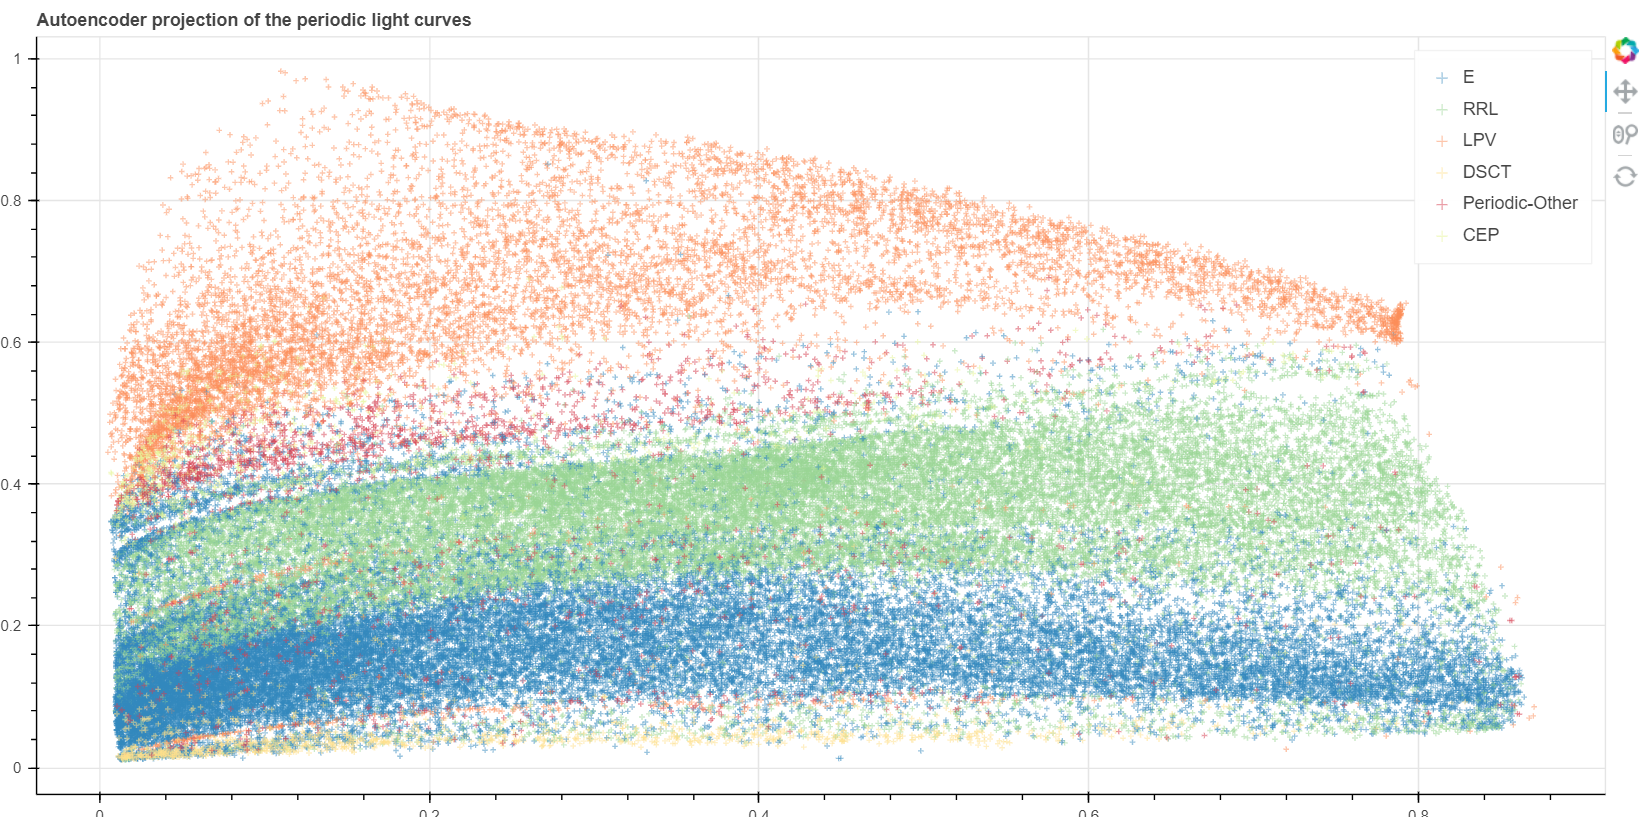 Autoencoder projection of the periodic light curves
1
0.8
0.6
0.4
0.2
0
E
RRL
LPV
DSCT
Periodic-Other
CEP
0 0.2 0.4 0.6 0.8